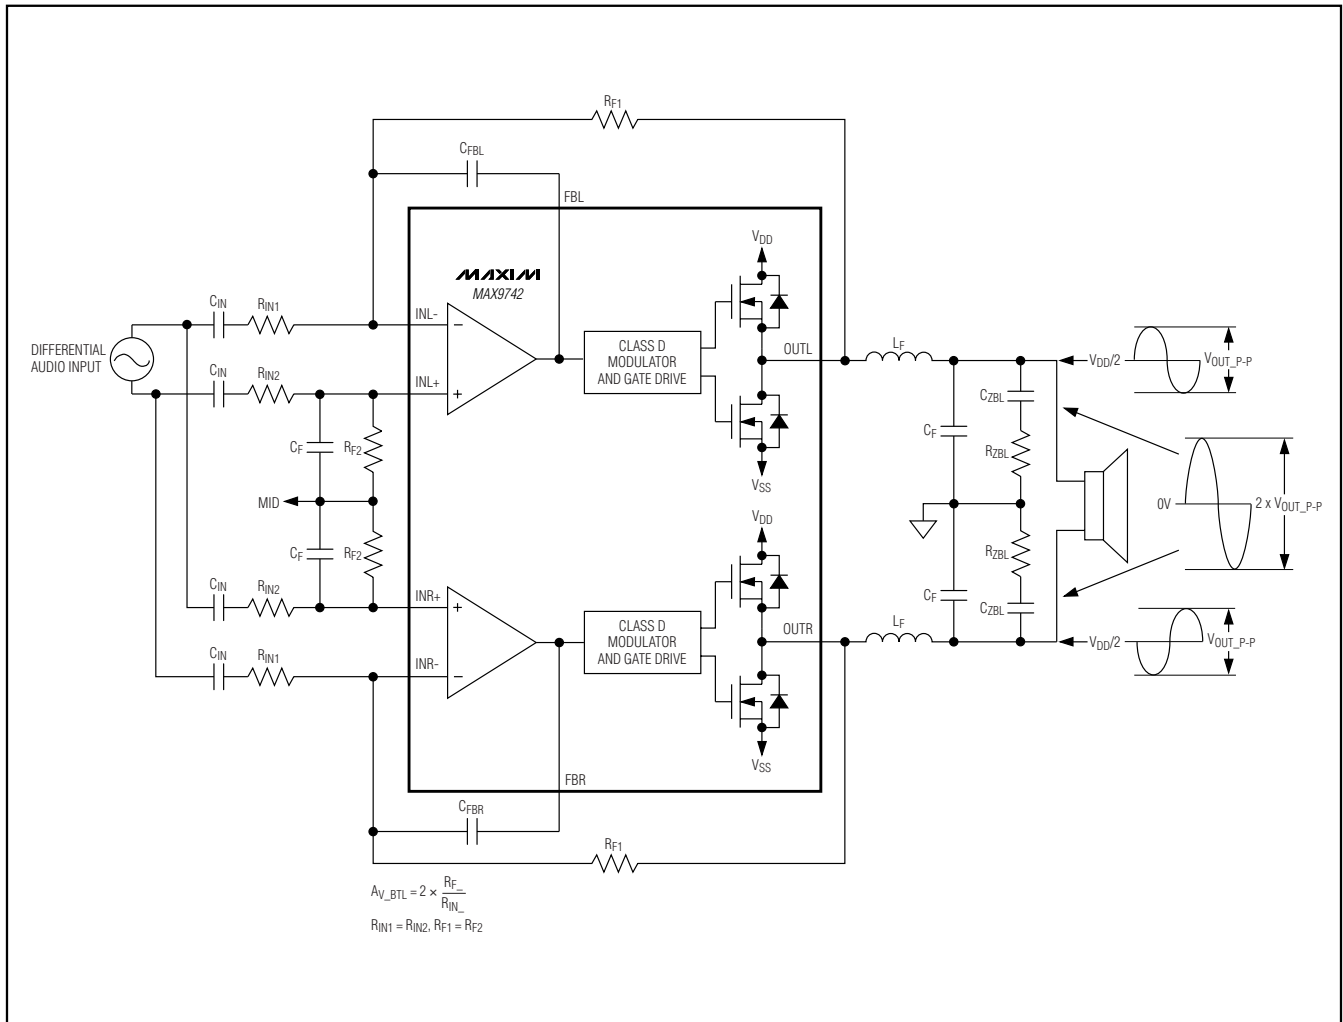 RF1
CFBL
FBL
VDD
MAXIM
MAX9742
CIN
RIN1
INL-
−
DIFFERENTIAL
AUDIO INPUT
CLASS D
MODULATOR
AND GATE DRIVE
OUTL
LF
VDD/2
VOUT_P-P
CIN
RIN2
INL+
+
CZBL
CF
RF2
CF
RZBL
VSS
MID
0V
2 x VOUT_P-P
VDD
CF
RF2
RZBL
CIN
RIN2
INR+
+
CF
CZBL
CLASS D
MODULATOR
AND GATE DRIVE
OUTR
LF
VDD/2
VOUT_P-P
CIN
RIN1
INR-
−
VSS
FBR
CFBR
RF1
AV_BTL = 2 × RF_
RIN_
RIN1 = RIN2, RF1 = RF2